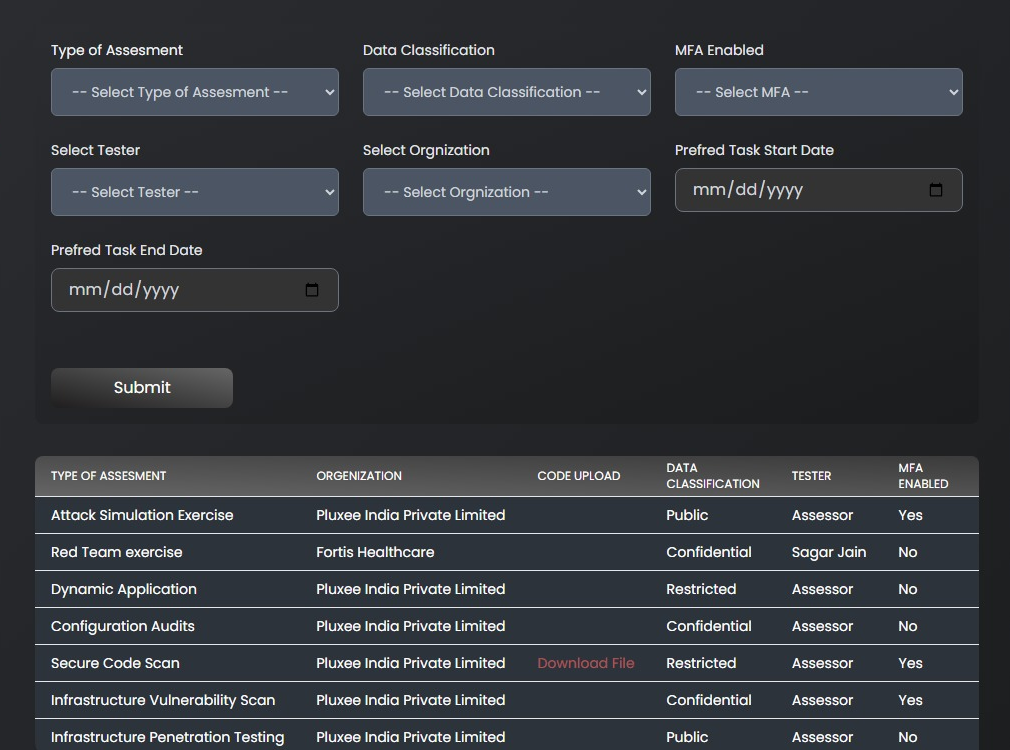 Type of Assesment Data Classification MFA Enabled
-- Select Type of Assesment -- -- Select Data Classification -- -- Select MFA --
Select Tester Select Orgnization Prefred Task Start Date
-- Select Tester -- -- Select Orgnization -- mm/dd/yyyy
Prefred Task End Date
mm/dd/yyyy
Submit
TYPE OF ASSESMENT ORGENIZATION CODE UPLOAD DATA CLASSIFICATION TESTER MFA ENABLED
Attack Simulation Exercise Pluxee India Private Limited Public Assessor Yes
Red Team exercise Fortis Healthcare Confidential Sagar Jain No
Dynamic Application Pluxee India Private Limited Restricted Assessor No
Configuration Audits Pluxee India Private Limited Confidential Assessor No
Secure Code Scan Pluxee India Private Limited Download File Restricted Assessor Yes
Infrastructure Vulnerability Scan Pluxee India Private Limited Confidential Assessor Yes
Infrastructure Penetration Testing Pluxee India Private Limited Public Assessor No